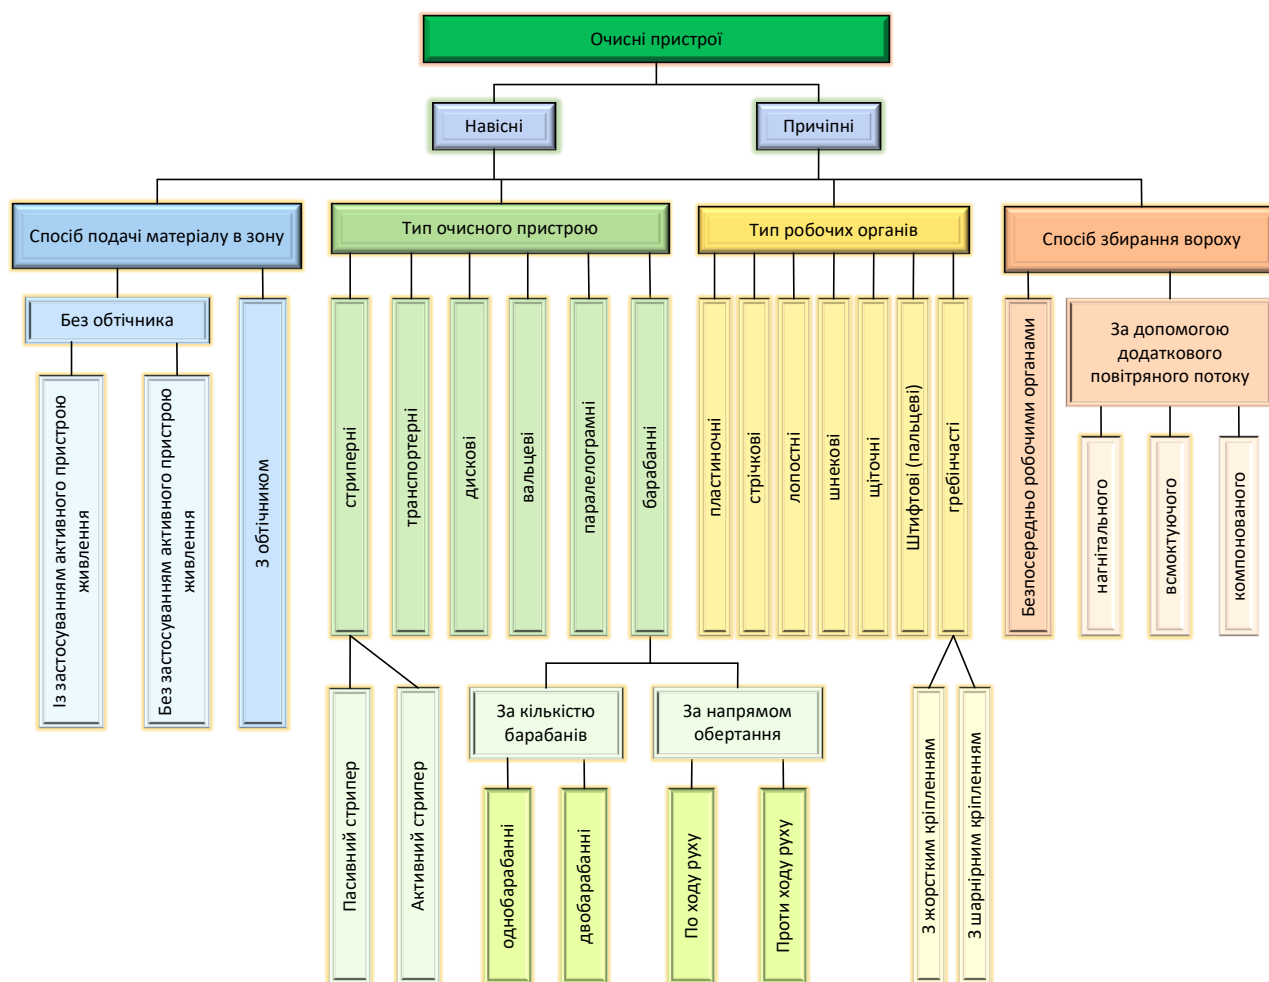 Очисні пристрої
Навісні
Причіпні
Спосіб подачі матеріалу в зону
Тип очисного пристрою
Тип робочих органів
Спосіб збирання вороху
Без обтічника
Із застосуванням активного пристрою
живлення
Без застосування активного пристрою
живлення
З обтічником
стриперні
транспортерні
дискові
вальцеві
паралелограмні
барабанні
пластиночні
стрічкові
лопостні
шнекові
щіточні
Штифтові (пальцеві)
гребінчасті
Безпосередньо робочими органами
За допомогою
додаткового
повітряного потоку
нагнітального
всмоктуючого
компонованого
Пасивний стрипер
Активний стрипер
За кількістю
барабанів
За напрямом
обертання
однобарабанні
двобарабанні
По ходу руху
Проти ходу руху
З жорстким кріпленням
З шарнірним кріпленням